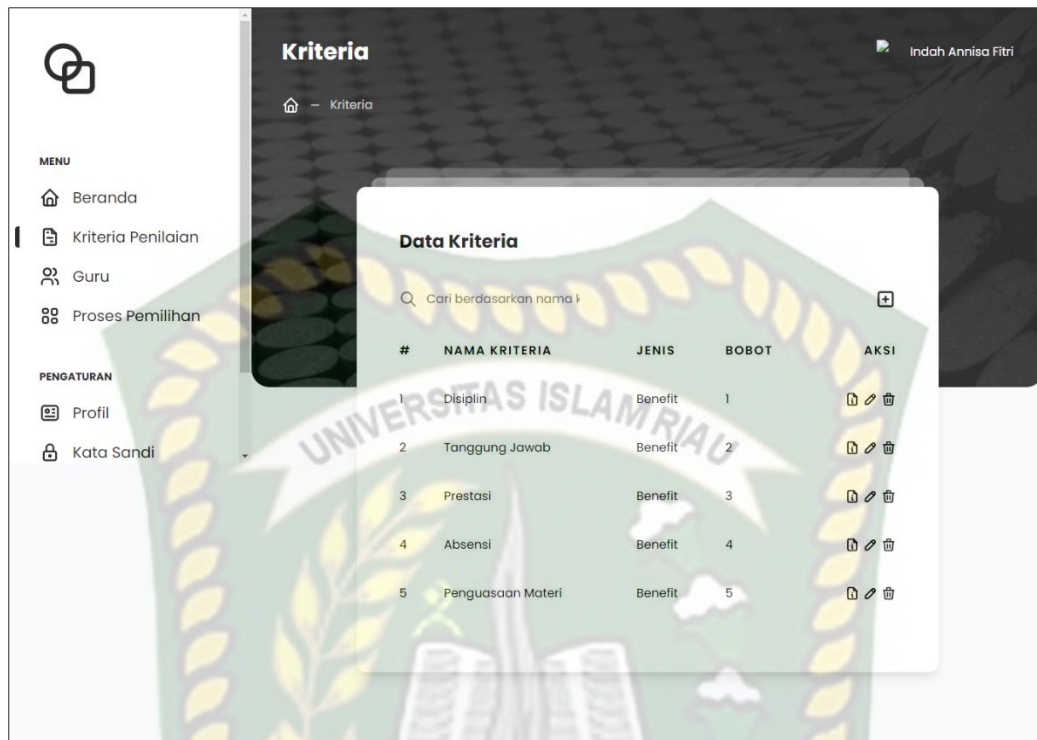 Kriteria
Indah Annisa Fitri
– Kriteria
MENU
Beranda
Kriteria Penilaian
Guru
Proses Pemilihan
PENGATURAN
Profil
Kata Sandi
Data Kriteria
Cari berdasarkan nama k
# NAMA KRITERIA JENIS BOBOT AKSI
1 Disiplin Benefit 1
2 Tanggung Jawab Benefit 2
3 Prestasi Benefit 3
4 Absensi Benefit 4
5 Penguasaan Materi Benefit 5
UNIVERSITAS ISLAM RIAU